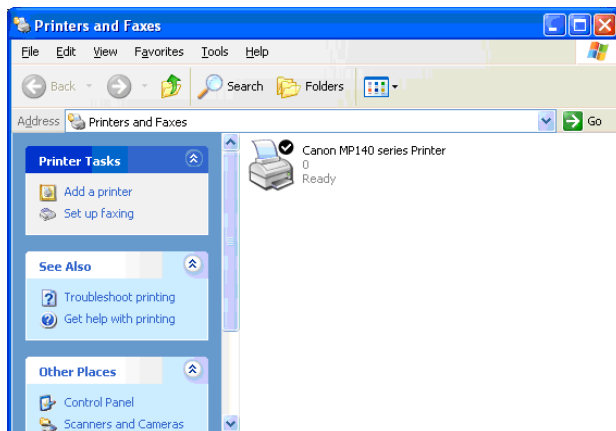 Printers and Faxes
File Edit View Favorites Tools Help
Back Search Folders
Address Printers and Faxes Go
Printer Tasks
Add a printer
Set up faxing
See Also
Troubleshoot printing
Get help with printing
Other Places
Control Panel
Scanners and Cameras
Canon MP140 series Printer
0
Ready